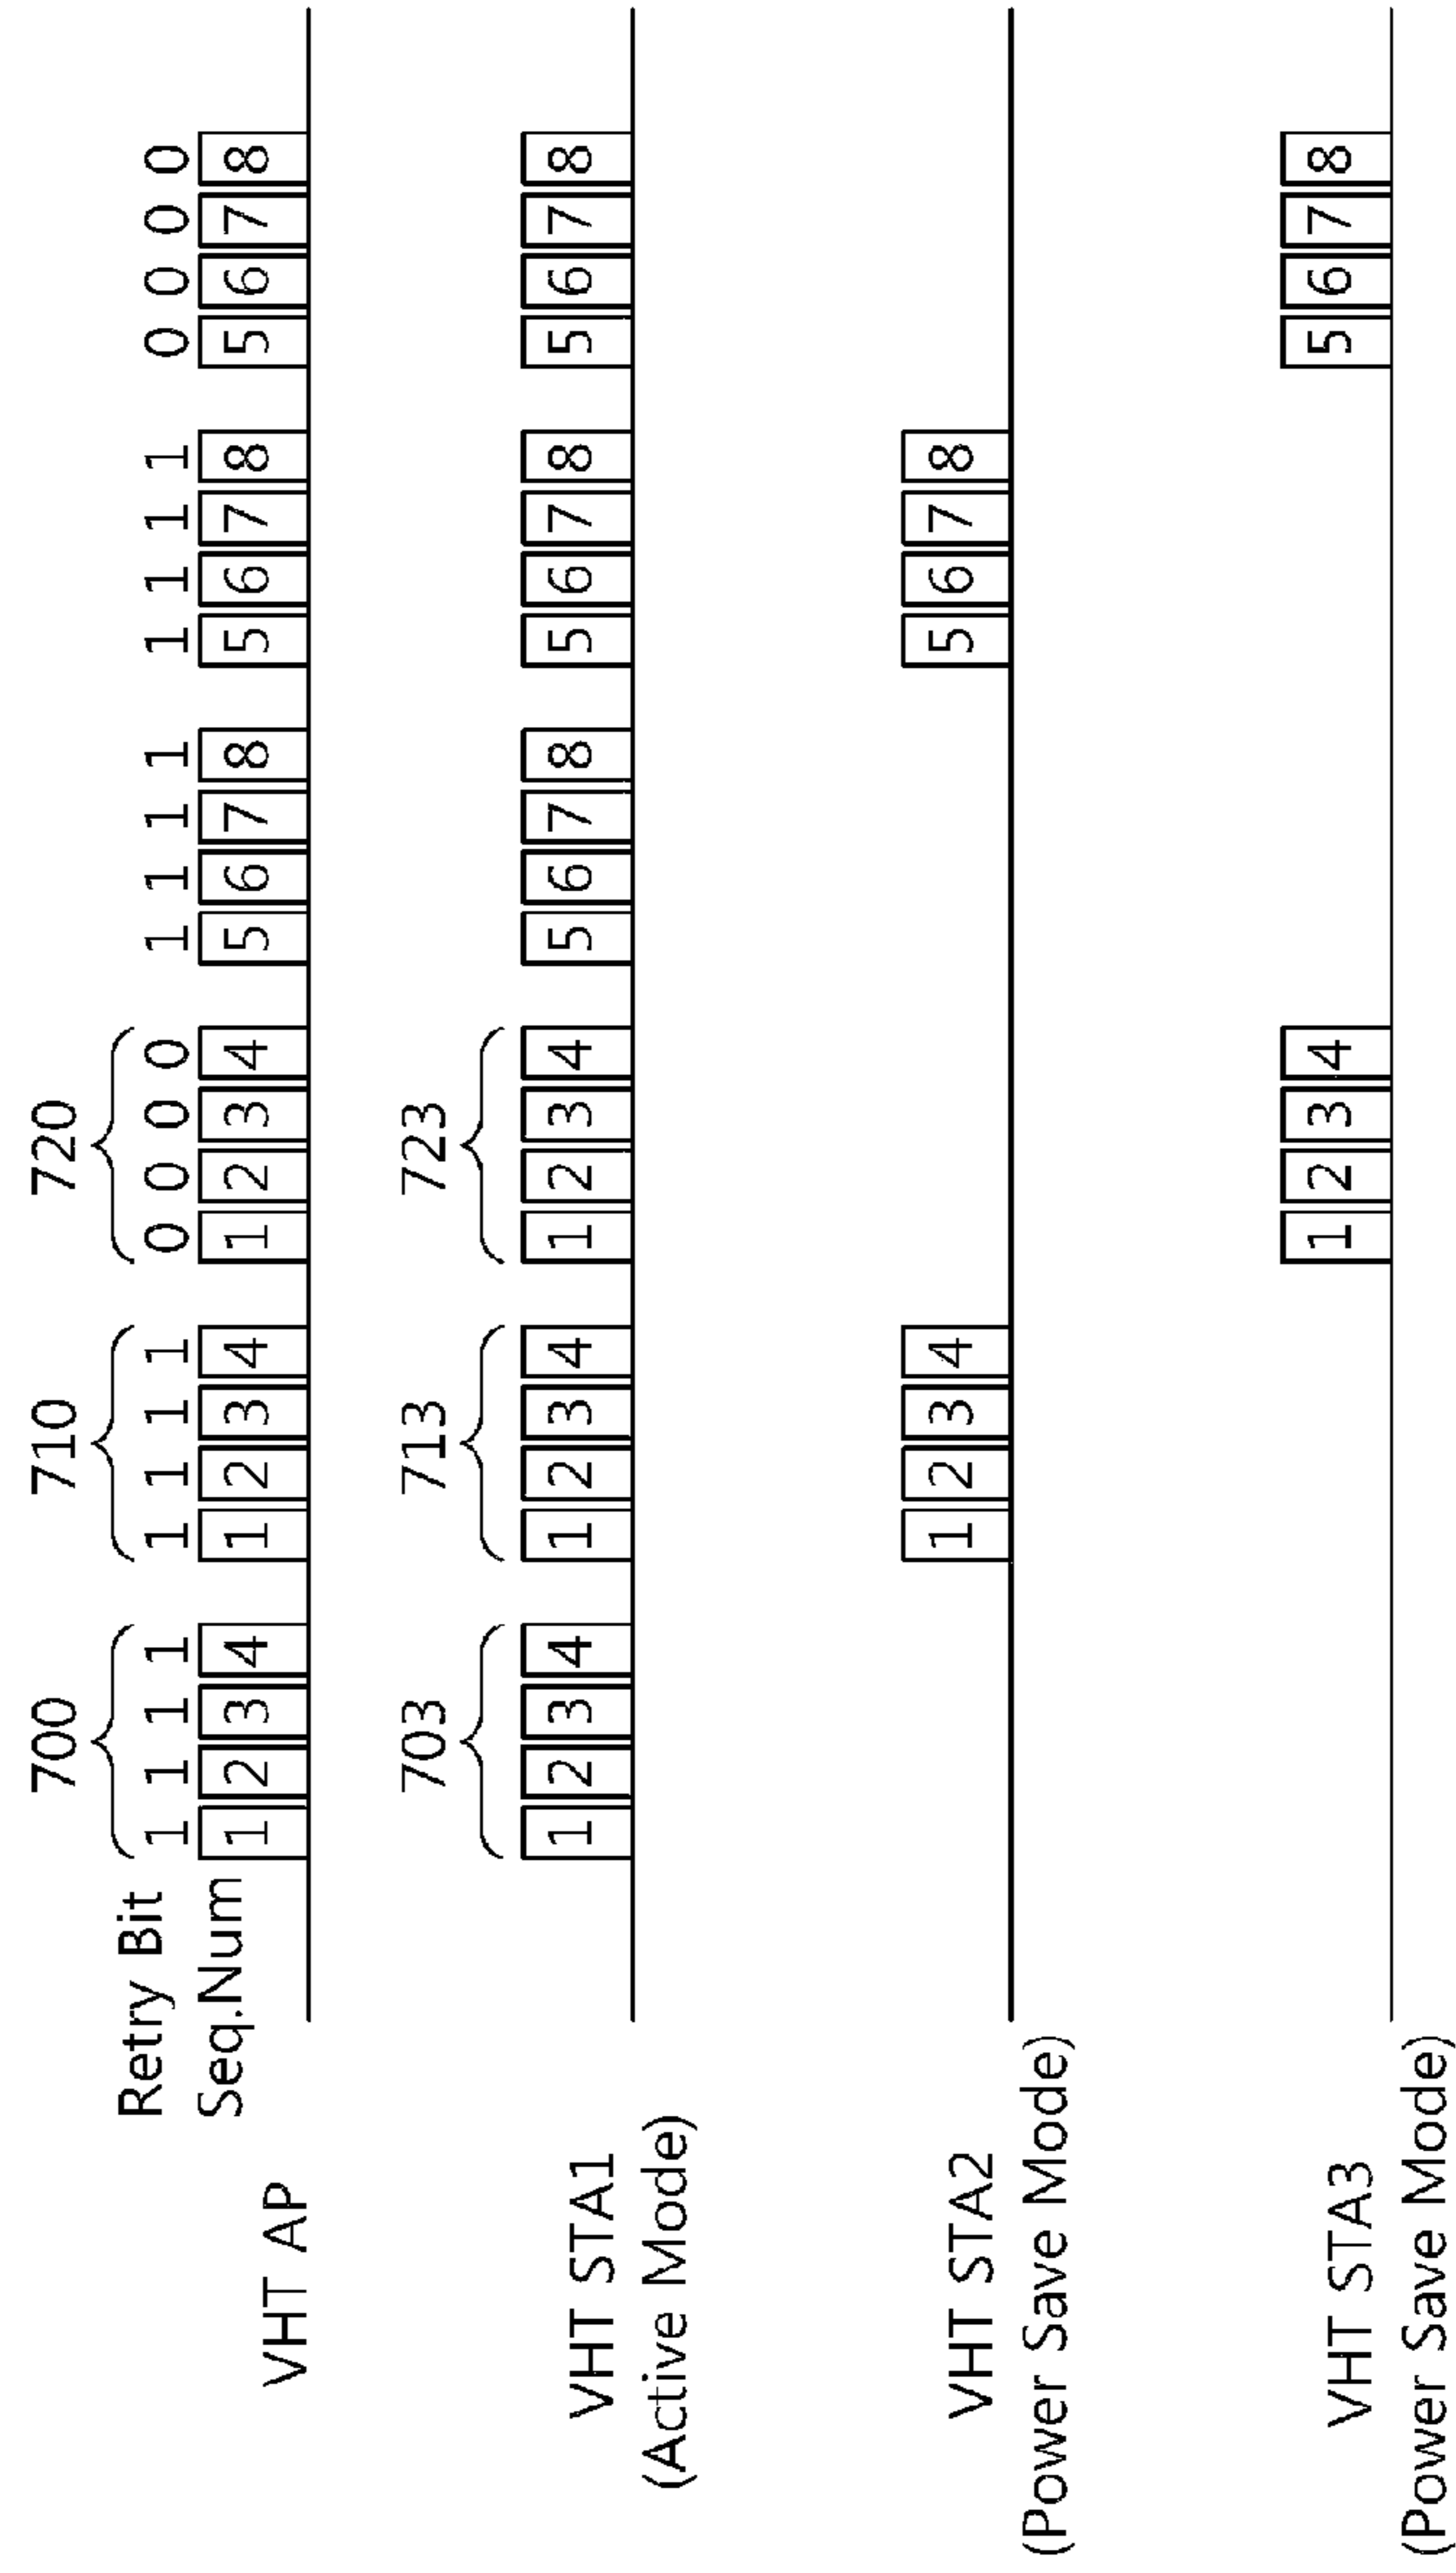 700 710 720
Retry Bit 1 1 1 1 1 1 1 1 0 0 0 0 1 1 1 1 1 1 1 1 0 0 0 0
Seq.Num 1 2 3 4 1 2 3 4 1 2 3 4 5 6 7 8 5 6 7 8 5 6 7 8
VHT AP
703 713 723
1 2 3 4 1 2 3 4 1 2 3 4 5 6 7 8 5 6 7 8 5 6 7 8
VHT STA1
(Active Mode)
1 2 3 4 5 6 7 8
VHT STA2
(Power Save Mode)
1 2 3 4 5 6 7 8
VHT STA3
(Power Save Mode)